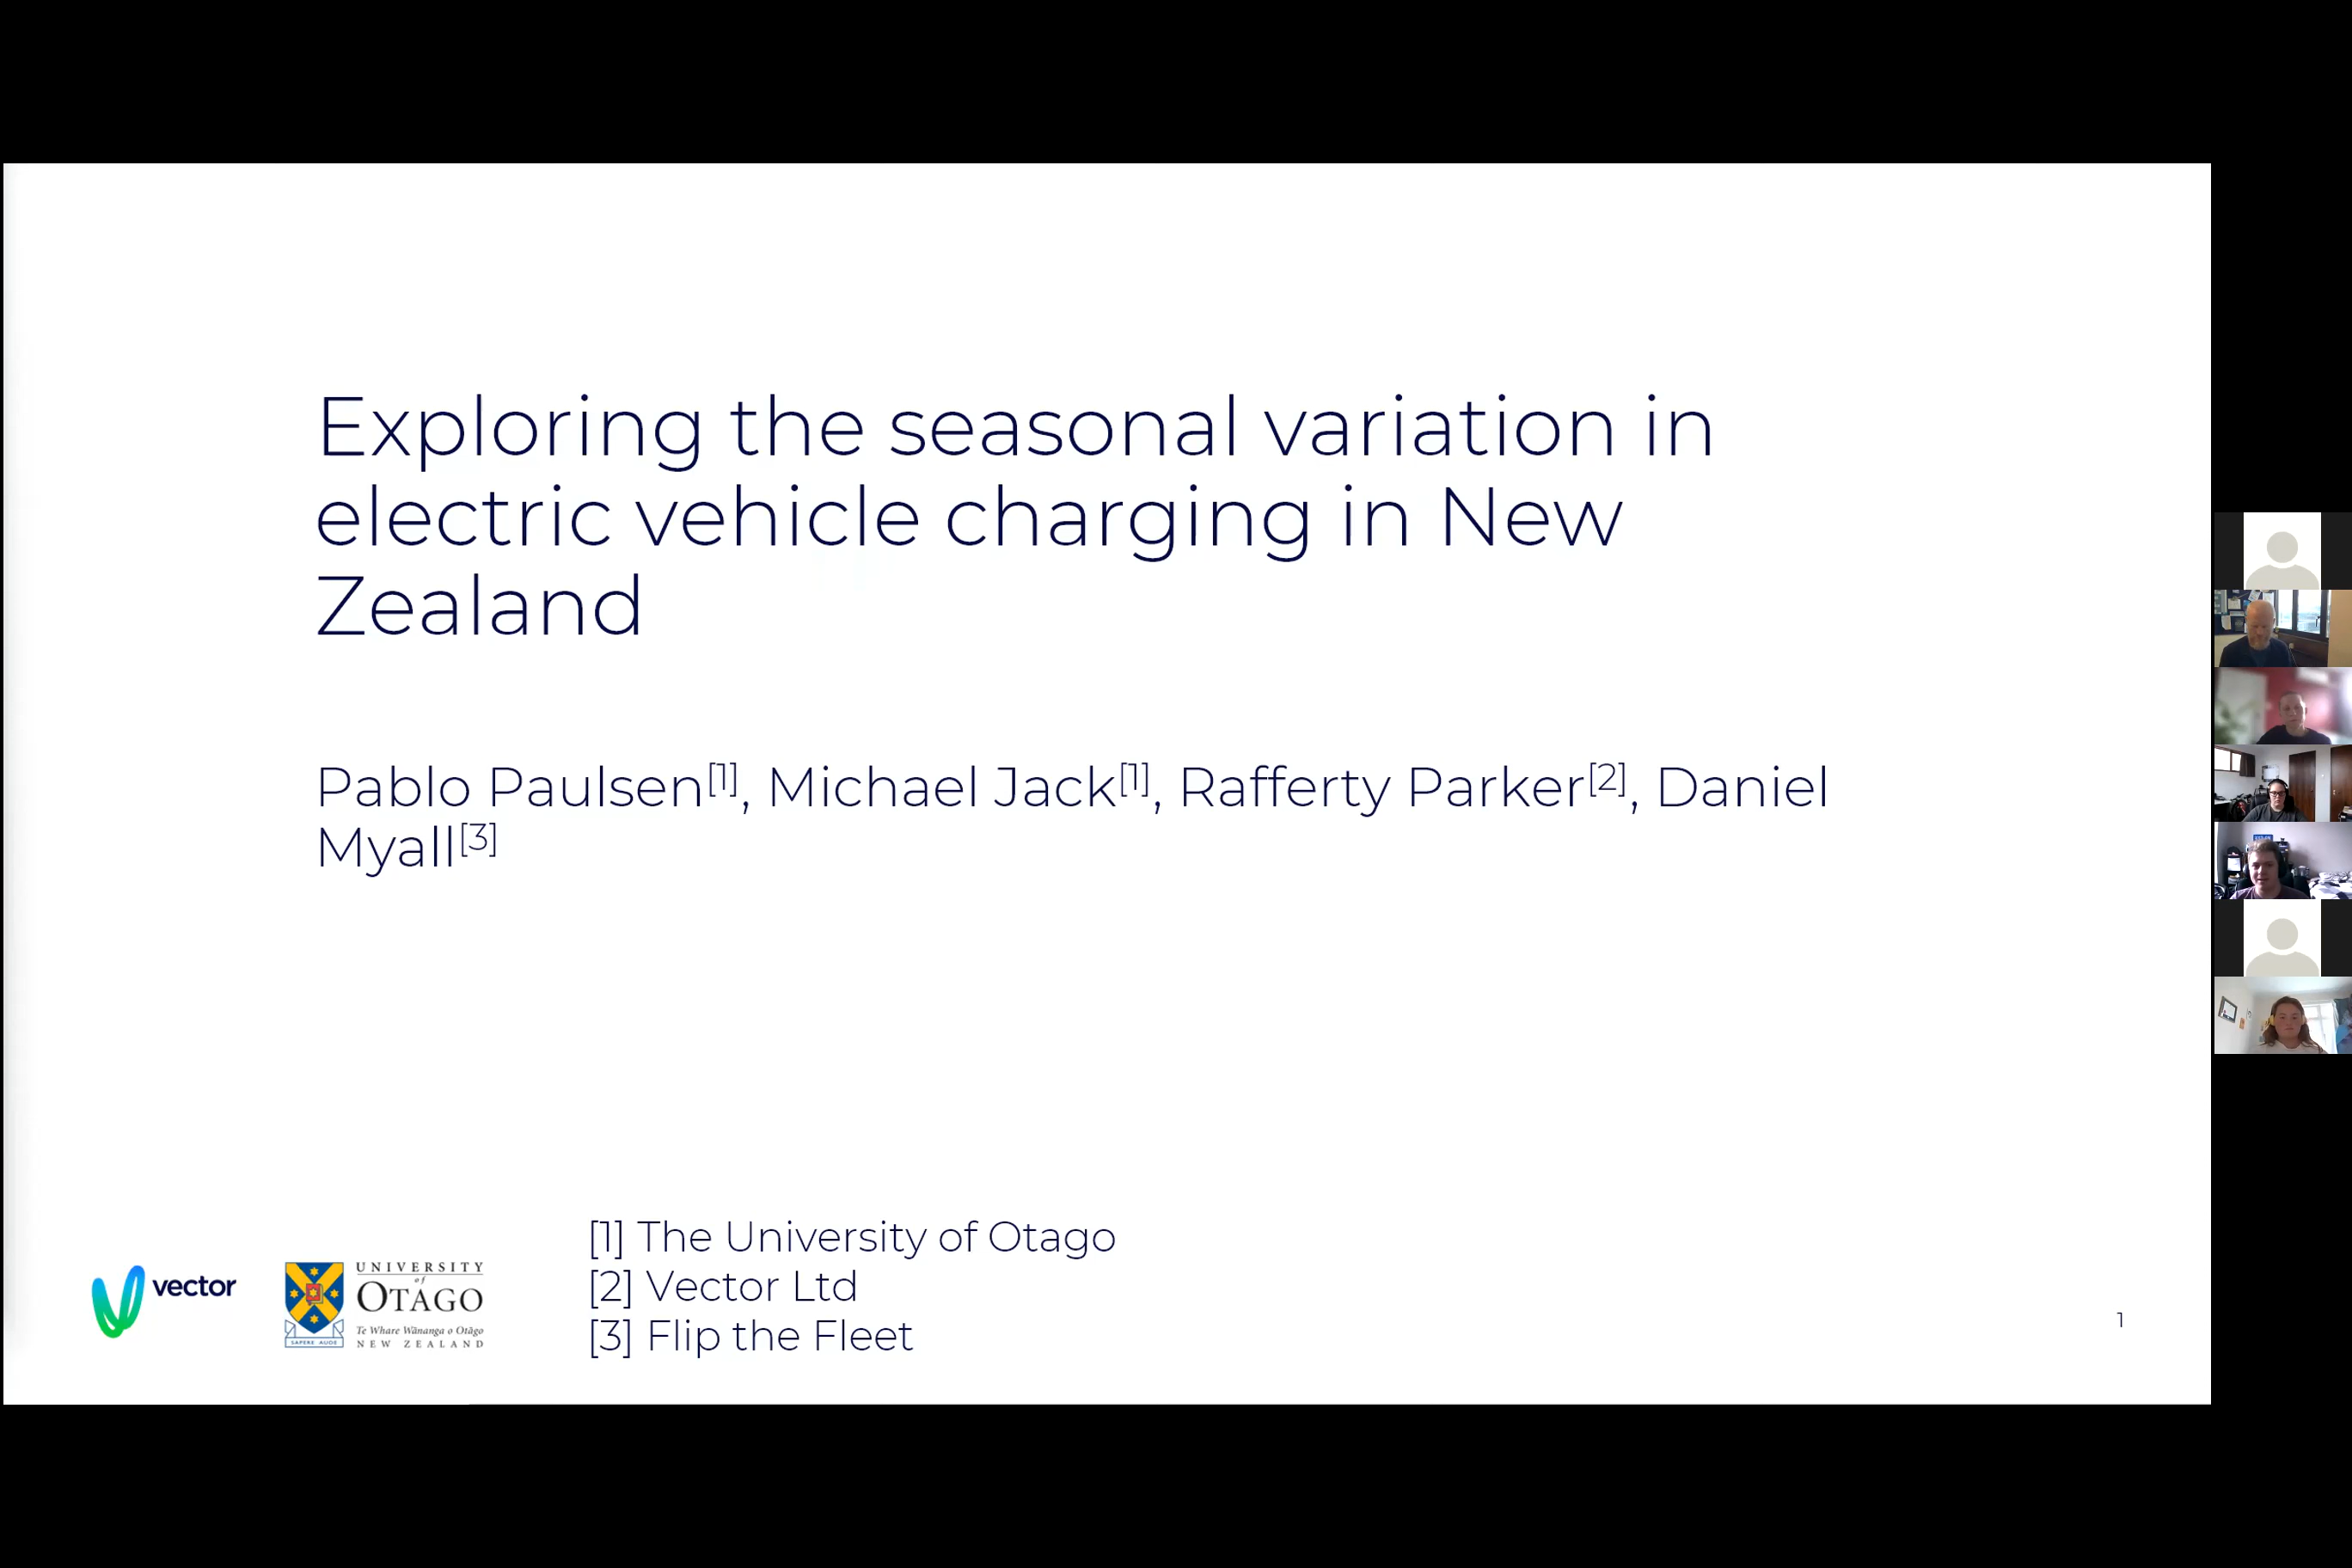 Exploring the seasonal variation in
electric vehicle charging in New
Zealand
Pablo Paulsen[1], Michael Jack[1], Rafferty Parker[2], Daniel
Myall[3]
[1] The University of Otago
[2] Vector Ltd
[3] Flip the Fleet
vector
UNIVERSITY
of
OTAGO
Te Whare Wānanga o Otāgo
NEW ZEALAND
SAPERE AUDE
1